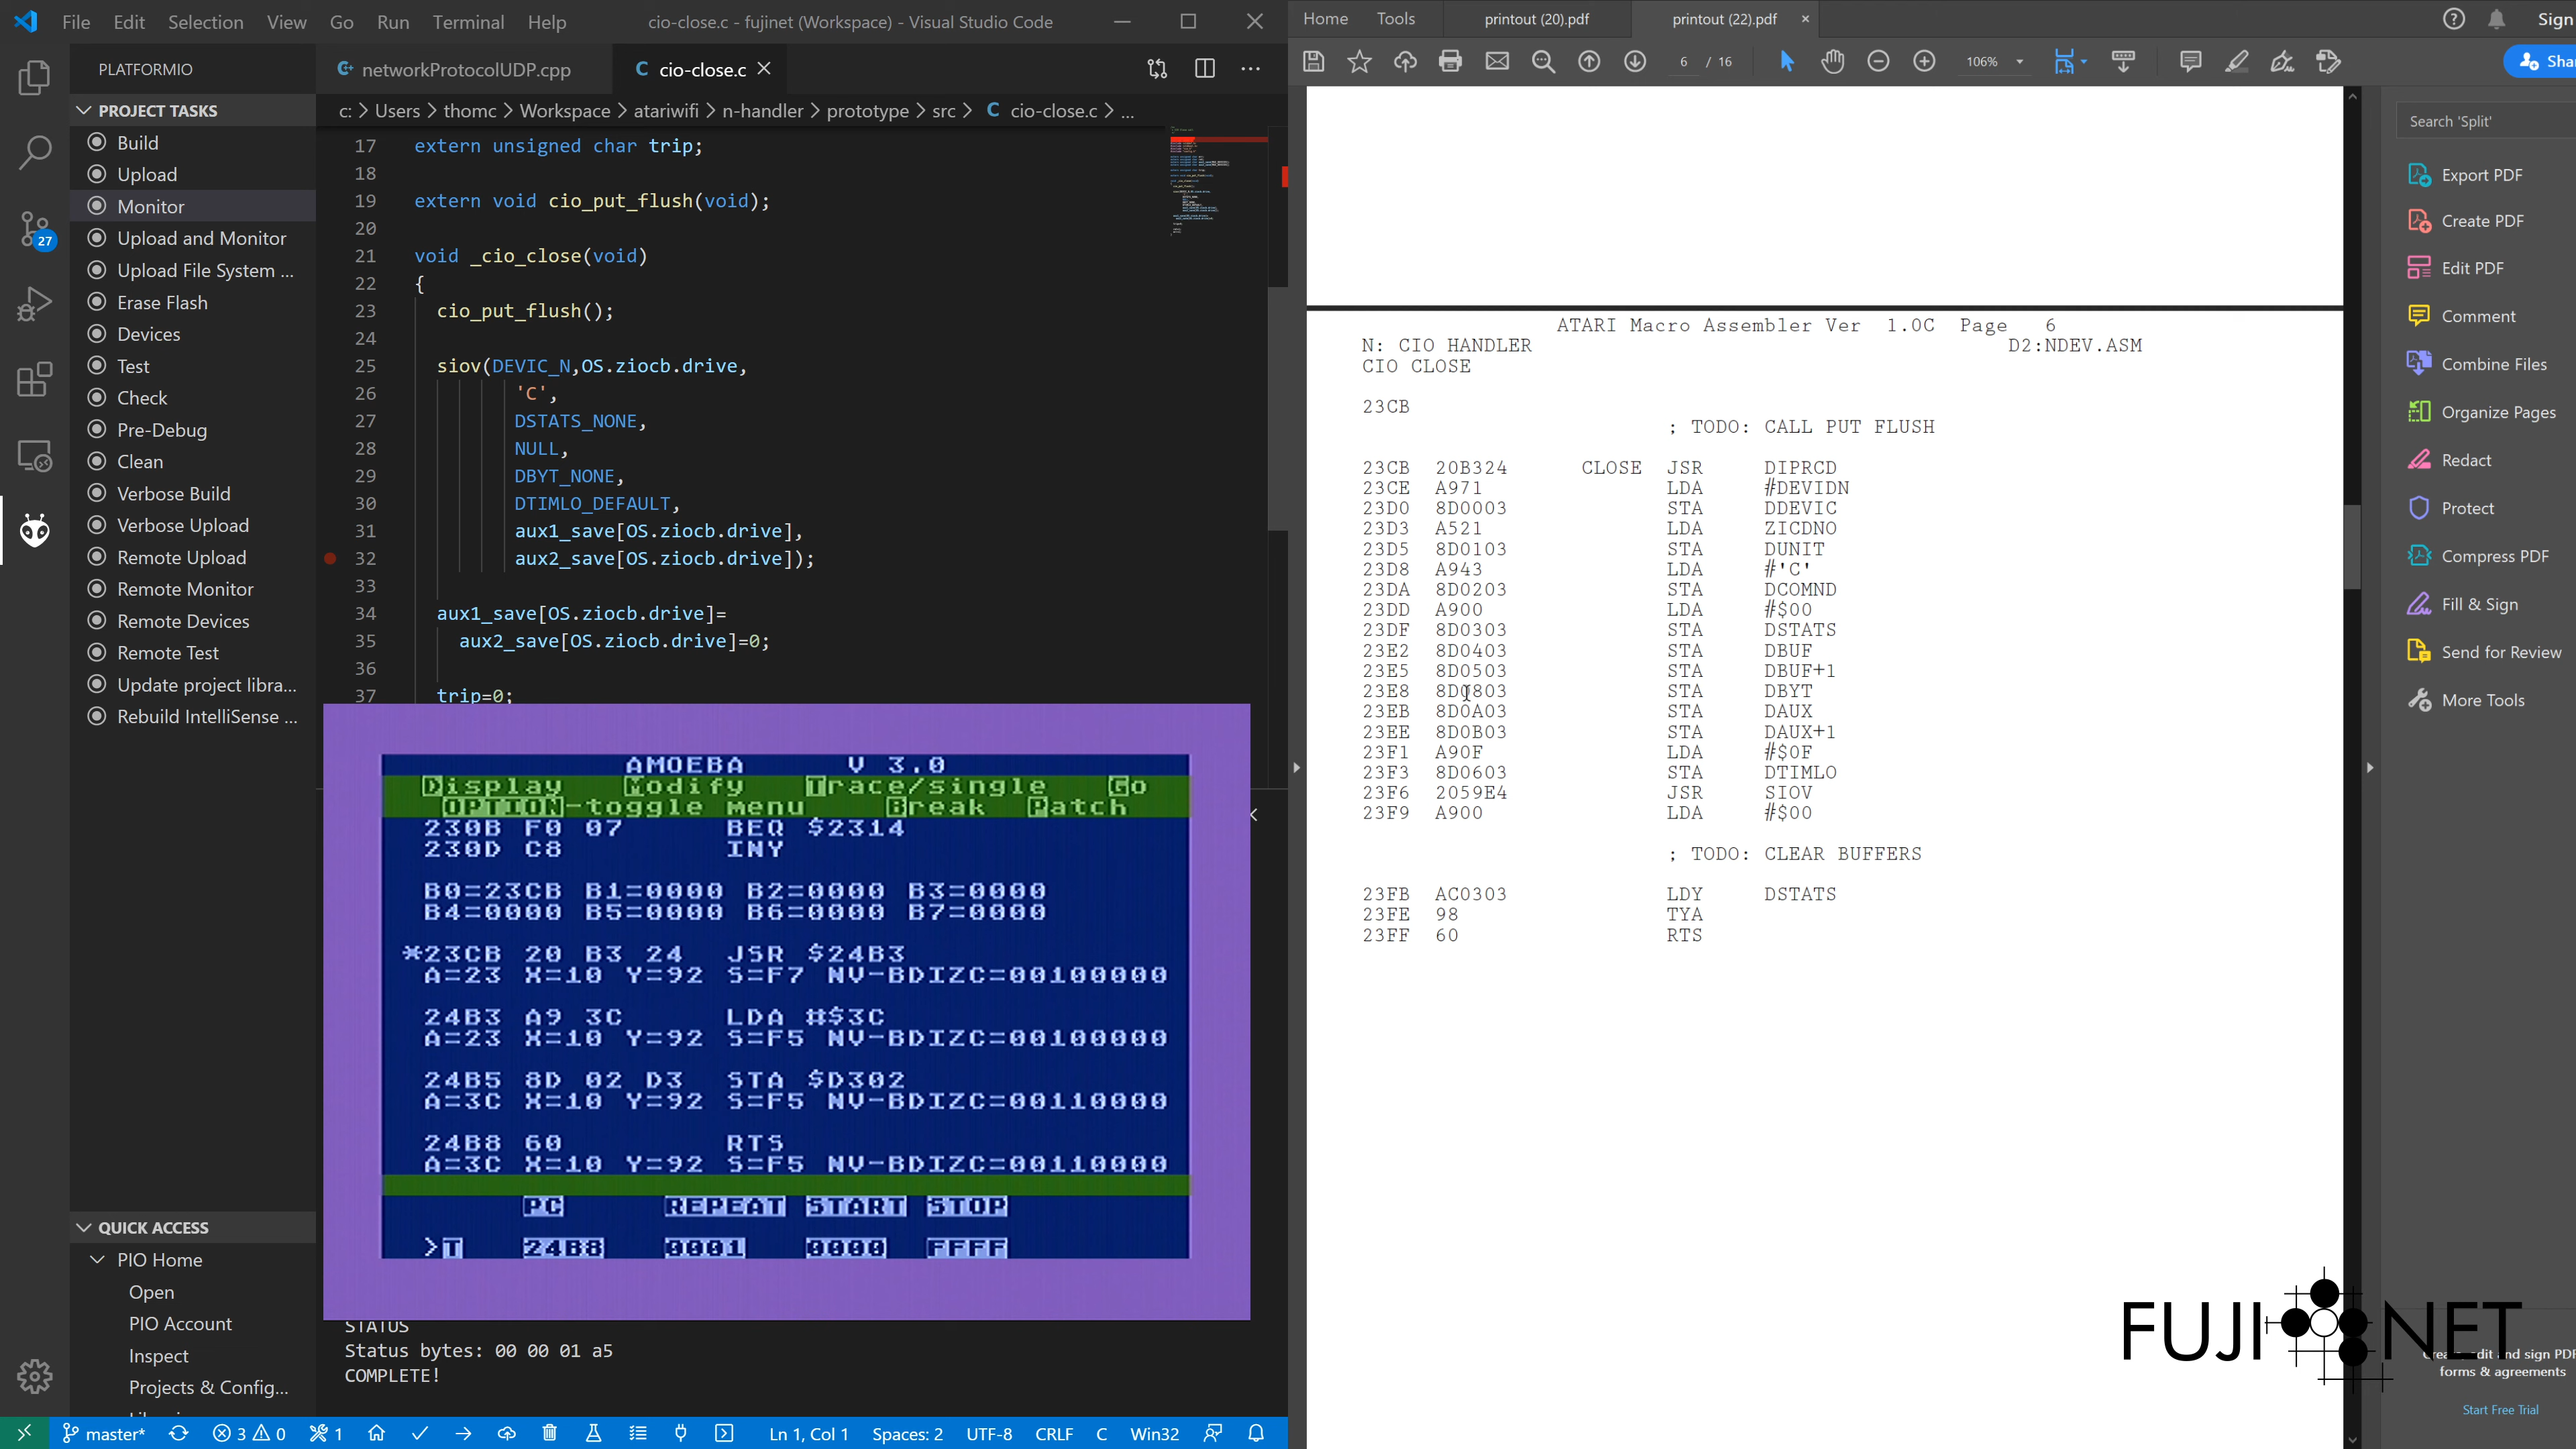 File Edit Selection View Go Run Terminal Help cio-close.c - fujinet (Workspace) - Visual Studio Code
PLATFORMIO
PROJECT TASKS
Build
Upload
Monitor
Upload and Monitor
Upload File System ...
Erase Flash
Devices
Test
Check
Pre-Debug
Clean
Verbose Build
Verbose Upload
Remote Upload
Remote Monitor
Remote Devices
Remote Test
Update project libra...
Rebuild IntelliSense ...
27
QUICK ACCESS
PIO Home
Open
PIO Account
Inspect
Projects & Config...
networkProtocolUDP.cpp
C cio-close.c
c: > Users > thomc > Workspace > atariwifi > n-handler > prototype > src > C cio-close.c > ...
17 extern unsigned char trip;
18
19 extern void cio_put_flush(void);
20
21 void _cio_close(void)
22 {
23 cio_put_flush();
24
25 siov(DEVIC_N,OS.ziocb.drive,
26 'C',
27 DSTATS_NONE,
28 NULL,
29 DBYT_NONE,
30 DTIMLO_DEFAULT,
31 aux1_save[OS.ziocb.drive],
32 aux2_save[OS.ziocb.drive]);
33
34 aux1_save[OS.ziocb.drive]=
35 aux2_save[OS.ziocb.drive]=0;
36
37 trip=0;
AMOEBA V 3.0
Display Modify Trace/single Go
OPTION-toggle menu Break Patch
230B F0 07 BEQ $2314
230D C8 INY
B0=23CB B1=0000 B2=0000 B3=0000
B4=0000 B5=0000 B6=0000 B7=0000
*23CB 20 B3 24 JSR $24B3
A=23 X=10 Y=92 S=F7 NV-BDIZC=00100000
24B3 A9 3C LDA #$3C
A=23 X=10 Y=92 S=F5 NV-BDIZC=00100000
24B5 8D 02 D3 STA $D302
A=3C X=10 Y=92 S=F5 NV-BDIZC=00110000
24B8 60 RTS
A=3C X=10 Y=92 S=F5 NV-BDIZC=00110000
PC REPEAT START STOP
>T 24B8 0001 0000 FFFF
STATUS
Status bytes: 00 00 01 a5
COMPLETE!
master* 3 0 1 Ln 1, Col 1 Spaces: 2 UTF-8 CRLF C Win32
Home Tools printout (20).pdf printout (22).pdf × Sign
6 / 16 106% Sha
ATARI Macro Assembler Ver 1.0C Page 6
N: CIO HANDLER D2:NDEV.ASM
CIO CLOSE
23CB
; TODO: CALL PUT FLUSH
23CB 20B324 CLOSE JSR DIPRCD
23CE A971 LDA #DEVIDN
23D0 8D0003 STA DDEVIC
23D3 A521 LDA ZICDNO
23D5 8D0103 STA DUNIT
23D8 A943 LDA #'C'
23DA 8D0203 STA DCOMND
23DD A900 LDA #$00
23DF 8D0303 STA DSTATS
23E2 8D0403 STA DBUF
23E5 8D0503 STA DBUF+1
23E8 8D0803 STA DBYT
23EB 8D0A03 STA DAUX
23EE 8D0B03 STA DAUX+1
23F1 A90F LDA #$0F
23F3 8D0603 STA DTIMLO
23F6 2059E4 JSR SIOV
23F9 A900 LDA #$00
; TODO: CLEAR BUFFERS
23FB AC0303 LDY DSTATS
23FE 98 TYA
23FF 60 RTS
Search 'Split'
Export PDF
Create PDF
Edit PDF
Comment
Combine Files
Organize Pages
Redact
Protect
Compress PDF
Fill & Sign
Send for Review
More Tools
FUJINET
edit and sign PDF
forms & agreements
Start Free Trial